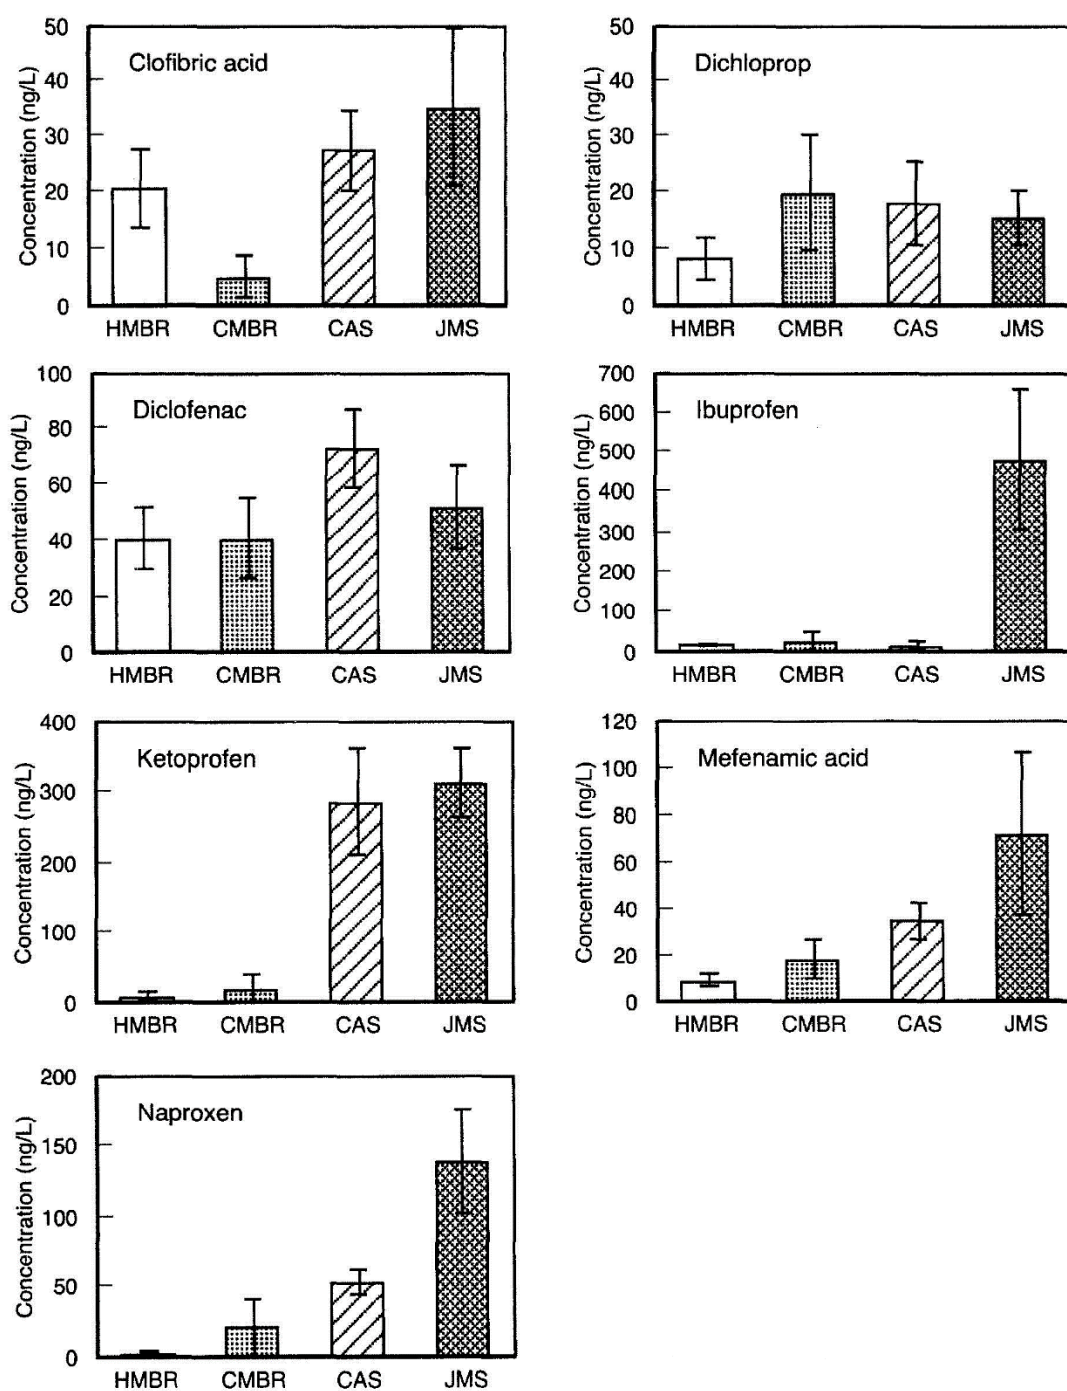 Clofibric acid
Concentration (ng/L)
50
40
30
20
10
0
HMBR CMBR CAS JMS
Dichloprop
Concentration (ng/L)
50
40
30
20
10
0
HMBR CMBR CAS JMS
Diclofenac
Concentration (ng/L)
100
80
60
40
20
0
HMBR CMBR CAS JMS
Ibuprofen
Concentration (ng/L)
700
600
500
400
300
200
100
0
HMBR CMBR CAS JMS
Ketoprofen
Concentration (ng/L)
400
300
200
100
0
HMBR CMBR CAS JMS
Mefenamic acid
Concentration (ng/L)
120
100
80
60
40
20
0
HMBR CMBR CAS JMS
Naproxen
Concentration (ng/L)
200
150
100
50
0
HMBR CMBR CAS JMS